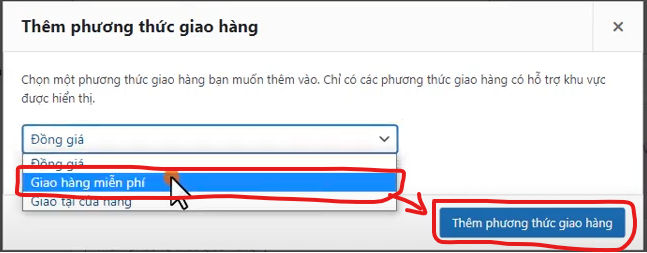 Thêm phương thức giao hàng
×
Chọn một phương thức giao hàng bạn muốn thêm vào. Chỉ có các phương thức giao hàng có hỗ trợ khu vực
được hiển thị.
Đồng giá
Đồng giá
Giao hàng miễn phí
Giao tại cửa hàng
Thêm phương thức giao hàng